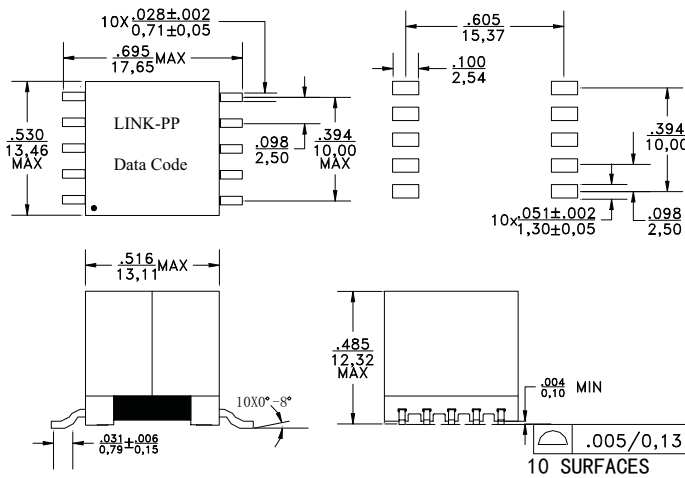 10X .028±.002
0,71±0,05
.695 MAX
17,65
.530
13,46
MAX
LINK-PP
Data Code
.098
2,50
.394
10,00
MAX
.605
15,37
.100
2,54
.394
10,00
10x .051±.002
1,30±0,05
.098
2,50
.516 MAX
13,11
10X0°-8°
.031±.006
0,79±0,15
.485
12,32
MAX
.004 MIN
0,10
.005/0,13
10 SURFACES